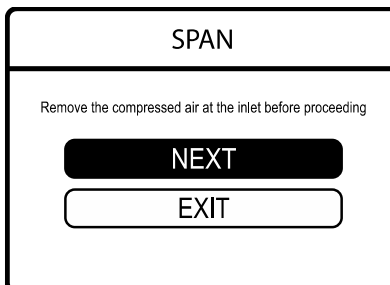 SPAN
Remove the compressed air at the inlet before proceeding
NEXT
EXIT